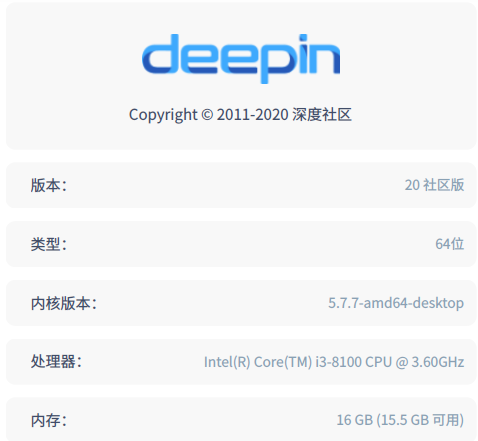 deepin
Copyright © 2011-2020 深度社区
版本： 20 社区版
类型： 64位
内核版本： 5.7.7-amd64-desktop
处理器： Intel(R) Core(TM) i3-8100 CPU @ 3.60GHz
内存： 16 GB (15.5 GB 可用)